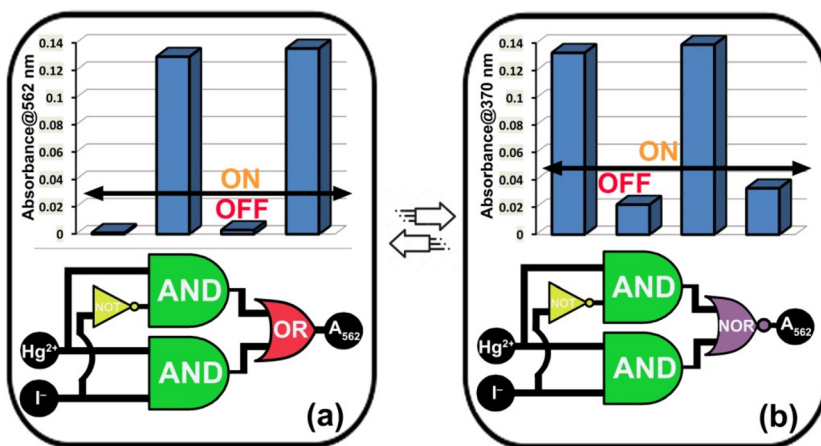 Absorbance@562 nm
0.14
0.12
0.1
0.08
0.06
0.04
0.02
0
ON
OFF
NOT
AND
AND
OR
Hg²⁺
I⁻
A₅₆₂
(a)
Absorbance@370 nm
0.14
0.12
0.1
0.08
0.06
0.04
0.02
0
ON
OFF
NOT
AND
AND
NOR
Hg²⁺
I⁻
A₅₆₂
(b)